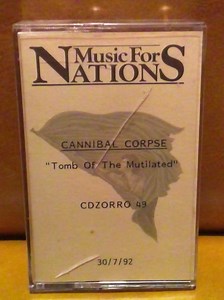 Music For
NATIONS
CANNIBAL CORPSE
"Tomb Of The Mutilated"
CDZORRO 49
30/7/92